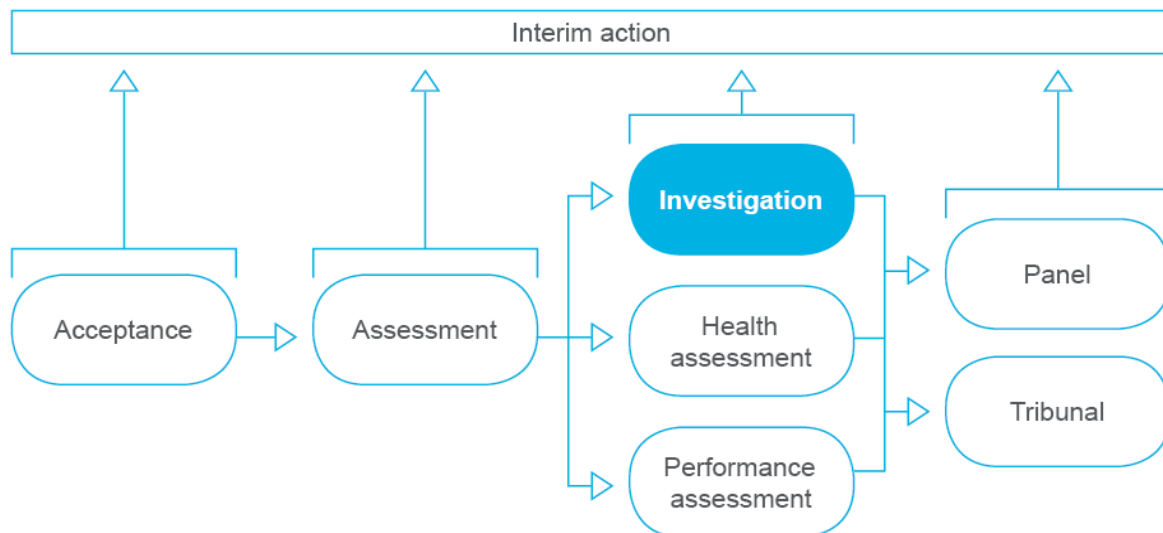 Interim action
Acceptance
Assessment
Investigation
Health
assessment
Performance
assessment
Panel
Tribunal